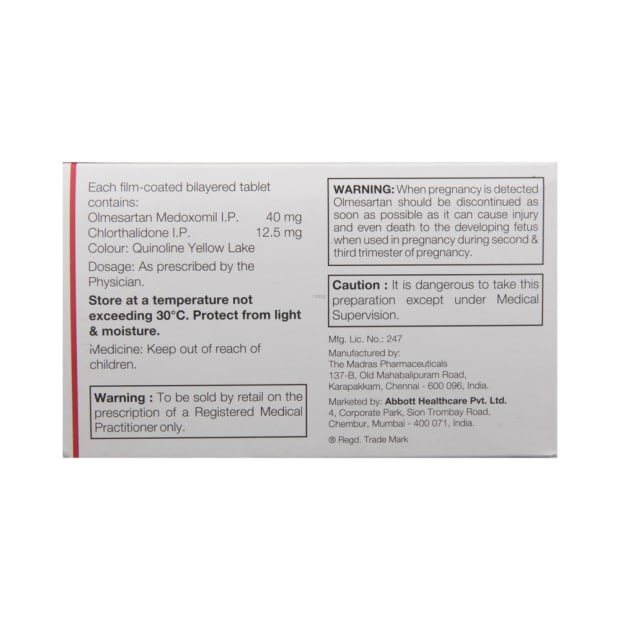 Each film-coated bilayered tablet
contains:
Olmesartan Medoxomil I.P. 40 mg
Chlorthalidone I.P. 12.5 mg
Colour: Quinoline Yellow Lake
Dosage: As prescribed by the
Physician.
Store at a temperature not
exceeding 30°C. Protect from light
& moisture.
Medicine: Keep out of reach of
children.
Warning : To be sold by retail on the
prescription of a Registered Medical
Practitioner only.
WARNING: When pregnancy is detected
Olmesartan should be discontinued as
soon as possible as it can cause injury
and even death to the developing fetus
when used in pregnancy during second &
third trimester of pregnancy.
Caution : It is dangerous to take this
preparation except under Medical
Supervision.
Mfg. Lic. No.: 247
Manufactured by:
The Madras Pharmaceuticals
137-B, Old Mahabalipuram Road,
Karapakkam, Chennai - 600 096, India.
Marketed by: Abbott Healthcare Pvt. Ltd.
4, Corporate Park, Sion Trombay Road,
Chembur, Mumbai - 400 071, India.
® Regd. Trade Mark